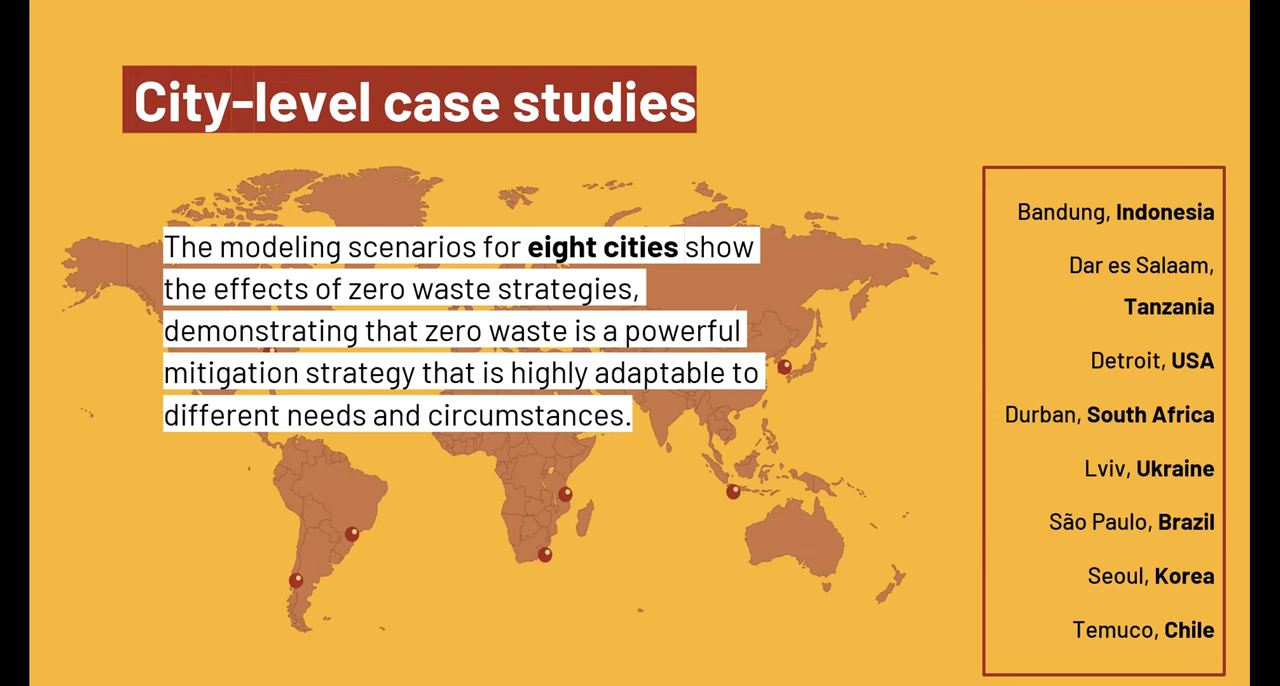 City-level case studies
The modeling scenarios for eight cities show
the effects of zero waste strategies,
demonstrating that zero waste is a powerful
mitigation strategy that is highly adaptable to
different needs and circumstances.
Bandung, Indonesia
Dar es Salaam,
Tanzania
Detroit, USA
Durban, South Africa
Lviv, Ukraine
São Paulo, Brazil
Seoul, Korea
Temuco, Chile